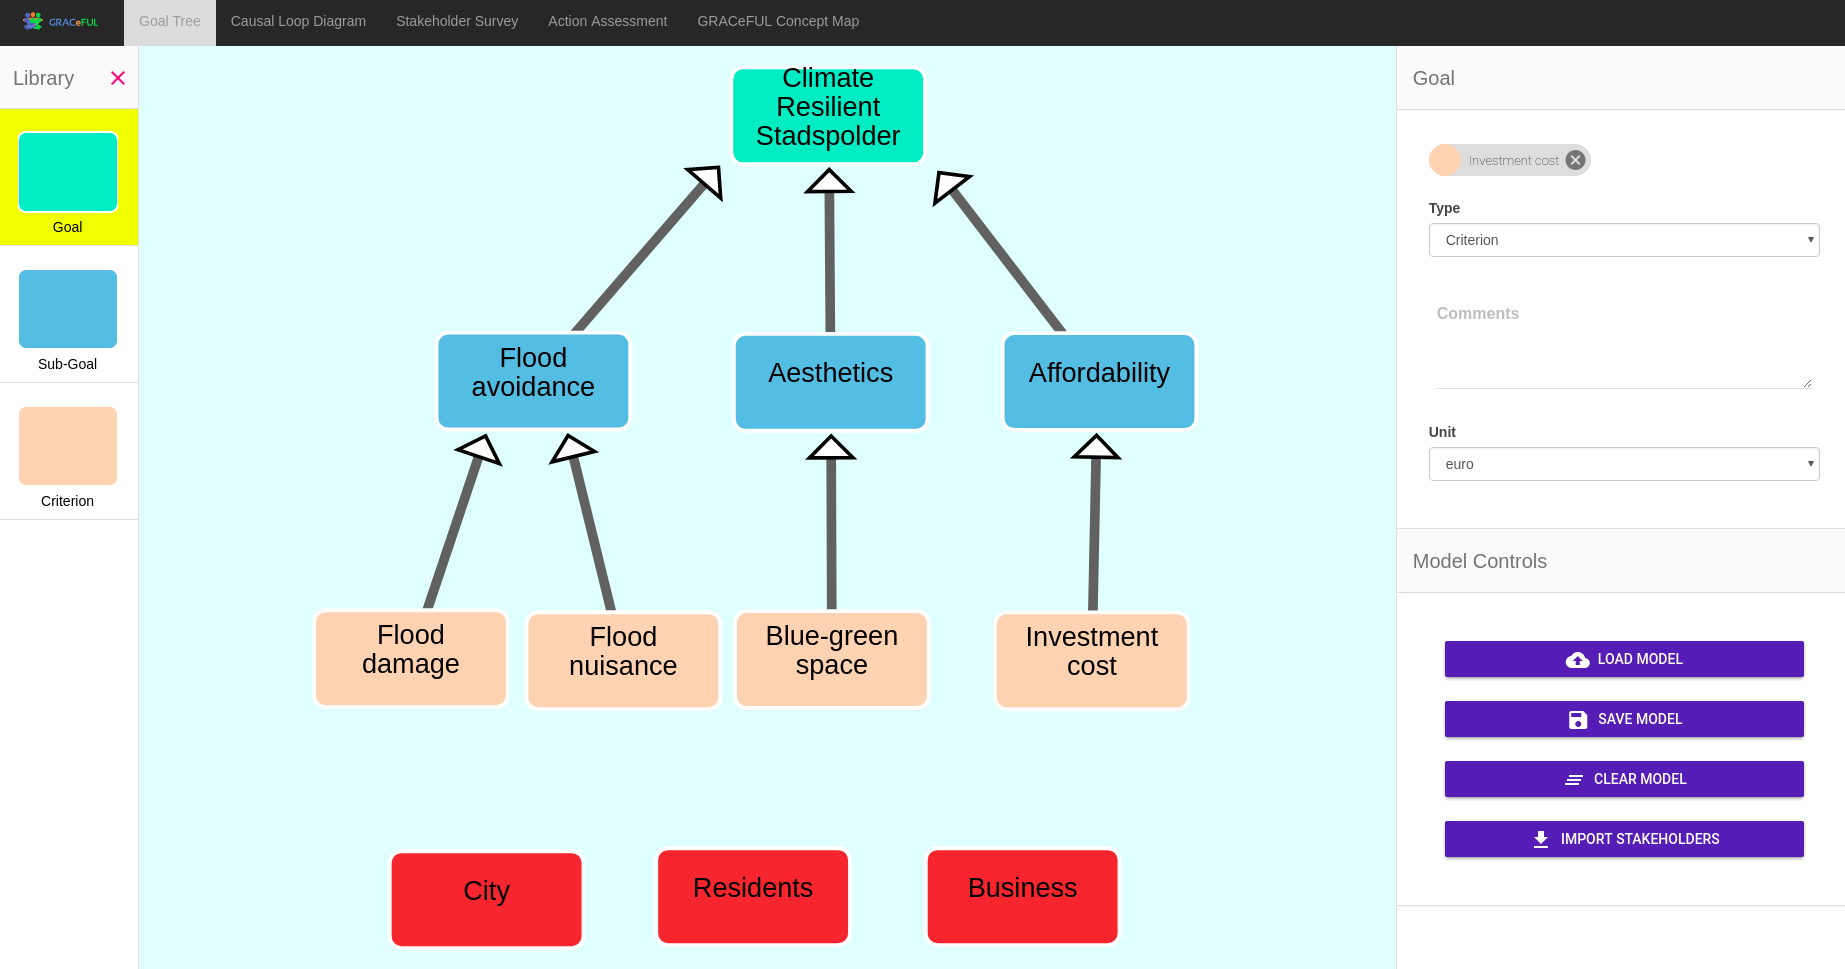 GRACeFUL
Goal Tree
Causal Loop Diagram
Stakeholder Survey
Action Assessment
GRACeFUL Concept Map
Library
Goal
Sub-Goal
Criterion
Climate
Resilient
Stadspolder
Flood
avoidance
Aesthetics
Affordability
Flood
damage
Flood
nuisance
Blue-green
space
Investment
cost
City
Residents
Business
Goal
Investment cost
Type
Criterion
Comments
Unit
euro
Model Controls
LOAD MODEL
SAVE MODEL
CLEAR MODEL
IMPORT STAKEHOLDERS